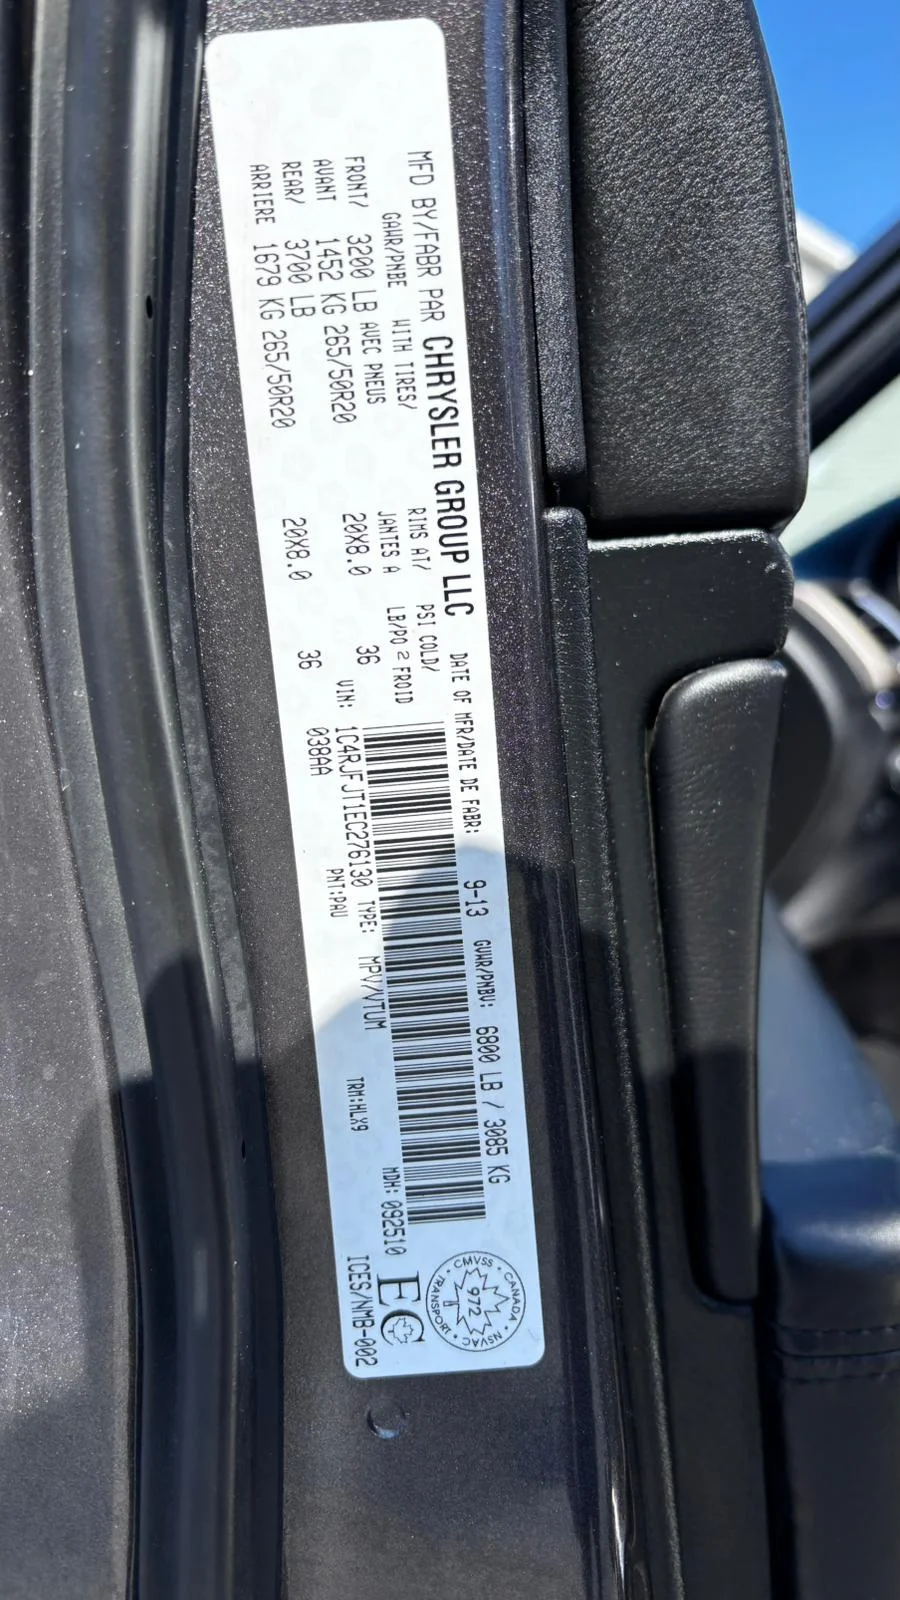 MFD BY/FABR PAR CHRYSLER GROUP LLC DATE OF MFR/DATE DE FABR: 9-13 GVWR/PNBV: 6800 LB / 3085 KG
GAWR/PNBE WITH TIRES/ RIMS AT/ PSI COLD/
AVEC PNEUS JANTES A LB/PO 2 FROID
FRONT/ 3200 LB
AVANT 1452 KG 265/50R20 20X8.0 36
REAR/ 3700 LB
ARRIERE 1679 KG 265/50R20 20X8.0 36
VIN: 1C4RJFJT1EC276130 TYPE: MPV/VTUM MDH: 092510
038AA PNT:PAU TRM:HLX9 ICES/NMB-002
EC
CMVSS • CANADA • NSVAC • TRANSPORT •
972